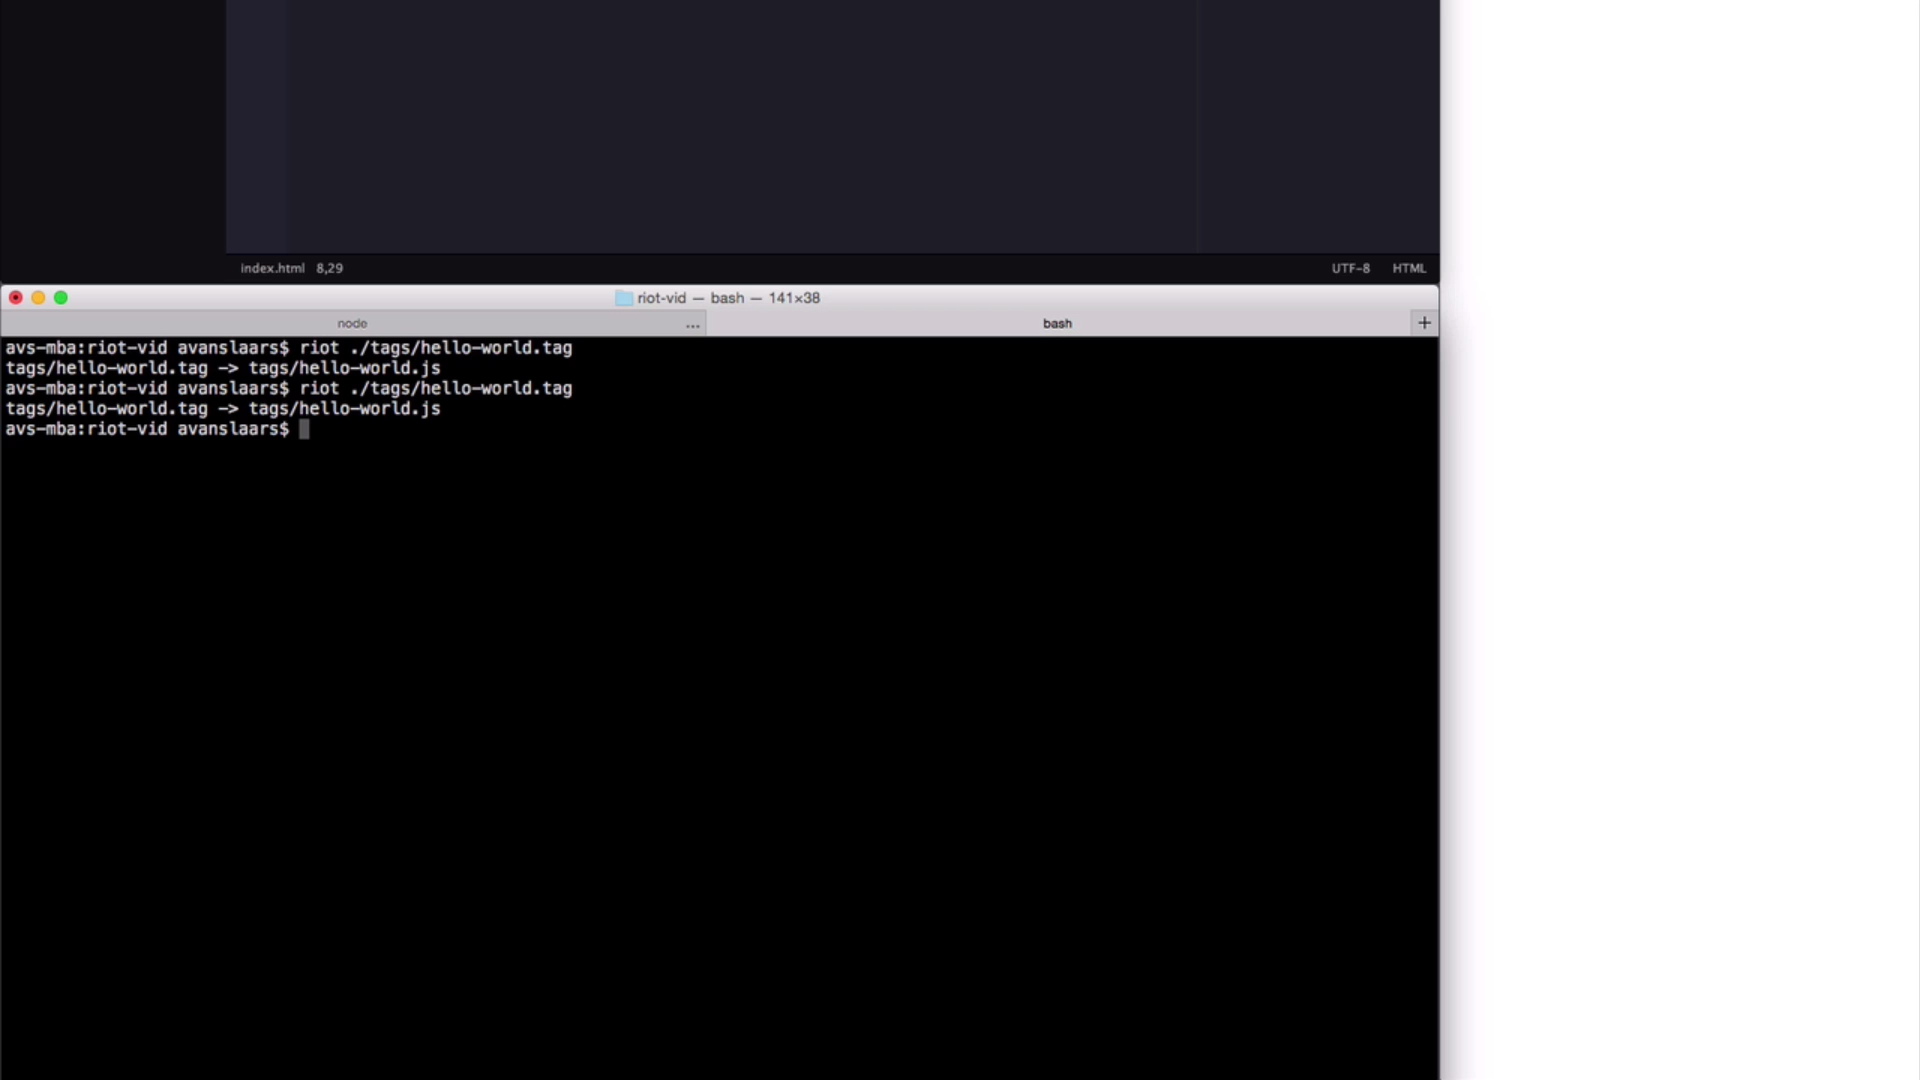 index.html 8,29
UTF-8 HTML
riot-vid — bash — 141×38
node ...
bash
+
avs-mba:riot-vid avanslaars$ riot ./tags/hello-world.tag
tags/hello-world.tag -> tags/hello-world.js
avs-mba:riot-vid avanslaars$ riot ./tags/hello-world.tag
tags/hello-world.tag -> tags/hello-world.js
avs-mba:riot-vid avanslaars$